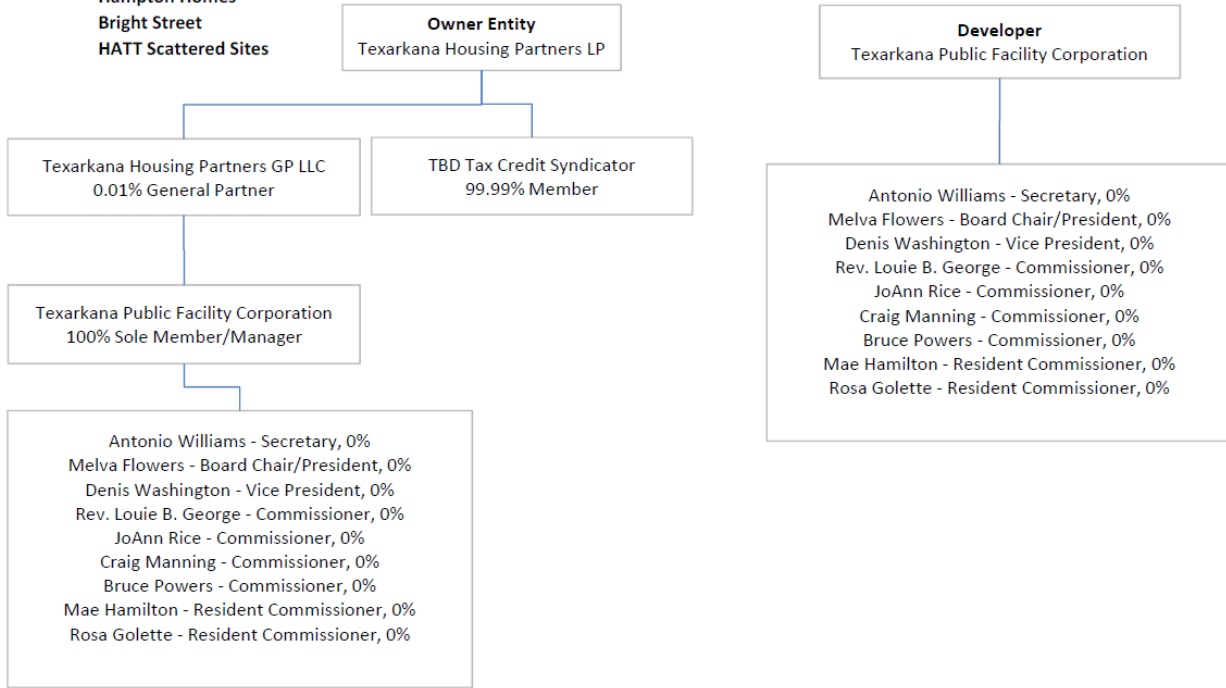 Hampton Homes
Bright Street
HATT Scattered Sites
Owner Entity
Texarkana Housing Partners LP
Developer
Texarkana Public Facility Corporation
Texarkana Housing Partners GP LLC
0.01% General Partner
TBD Tax Credit Syndicator
99.99% Member
Texarkana Public Facility Corporation
100% Sole Member/Manager
Antonio Williams - Secretary, 0%
Melva Flowers - Board Chair/President, 0%
Denis Washington - Vice President, 0%
Rev. Louie B. George - Commissioner, 0%
JoAnn Rice - Commissioner, 0%
Craig Manning - Commissioner, 0%
Bruce Powers - Commissioner, 0%
Mae Hamilton - Resident Commissioner, 0%
Rosa Golette - Resident Commissioner, 0%
Antonio Williams - Secretary, 0%
Melva Flowers - Board Chair/President, 0%
Denis Washington - Vice President, 0%
Rev. Louie B. George - Commissioner, 0%
JoAnn Rice - Commissioner, 0%
Craig Manning - Commissioner, 0%
Bruce Powers - Commissioner, 0%
Mae Hamilton - Resident Commissioner, 0%
Rosa Golette - Resident Commissioner, 0%